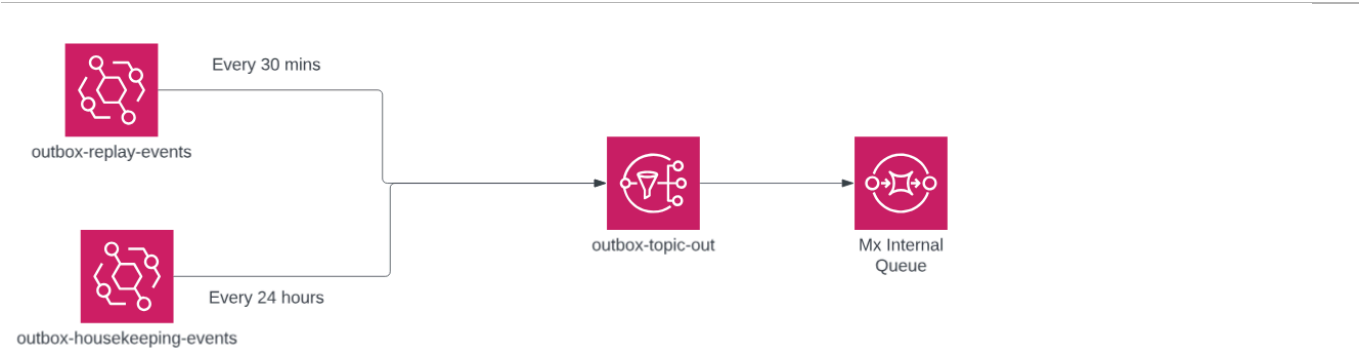 Every 30 mins
outbox-replay-events
outbox-topic-out
Mx Internal
Queue
Every 24 hours
outbox-housekeeping-events